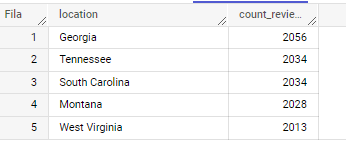 Fila location count_revie...
1 Georgia 2056
2 Tennessee 2034
3 South Carolina 2034
4 Montana 2028
5 West Virginia 2013